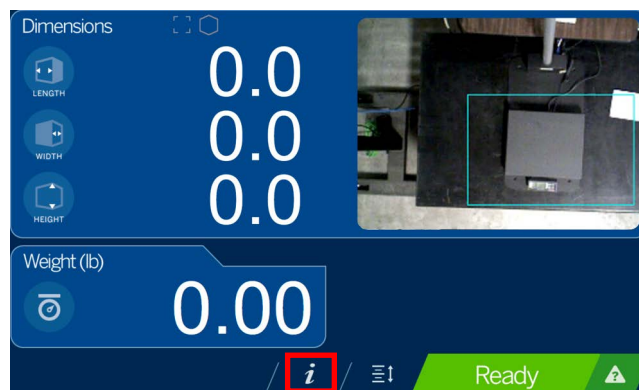 Dimensions
LENGTH
0.0
WIDTH
0.0
HEIGHT
0.0
Weight (lb)
0.00
i
Ready
?